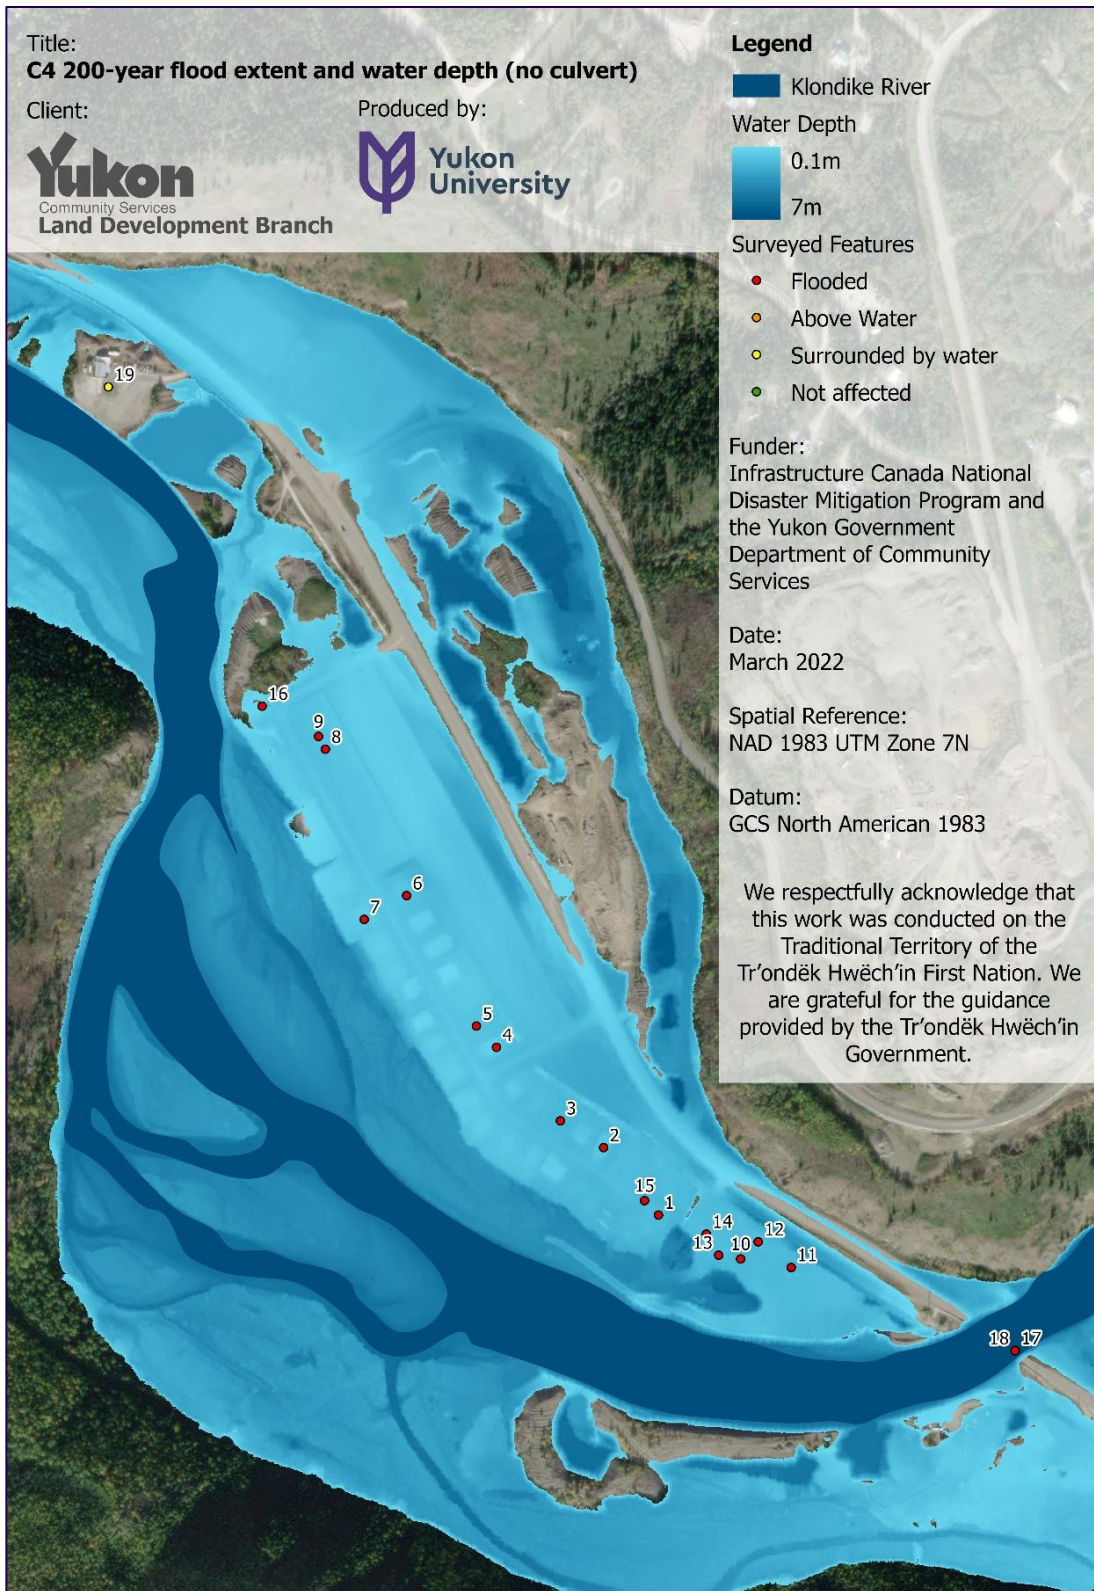 Title:
C4 200-year flood extent and water depth (no culvert)
Client:
Yukon
Community Services
Land Development Branch
Produced by:
Yukon
University
Legend
Klondike River
Water Depth
0.1m
7m
Surveyed Features
Flooded
Above Water
Surrounded by water
Not affected
Funder:
Infrastructure Canada National
Disaster Mitigation Program and
the Yukon Government
Department of Community
Services
Date:
March 2022
Spatial Reference:
NAD 1983 UTM Zone 7N
Datum:
GCS North American 1983
We respectfully acknowledge that
this work was conducted on the
Traditional Territory of the
Tr’ondëk Hwëch’in First Nation. We
are grateful for the guidance
provided by the Tr’ondëk Hwëch’in
Government.
19
16
9
8
6
7
5
4
3
2
15
1
14
12
13
10
11
18 17